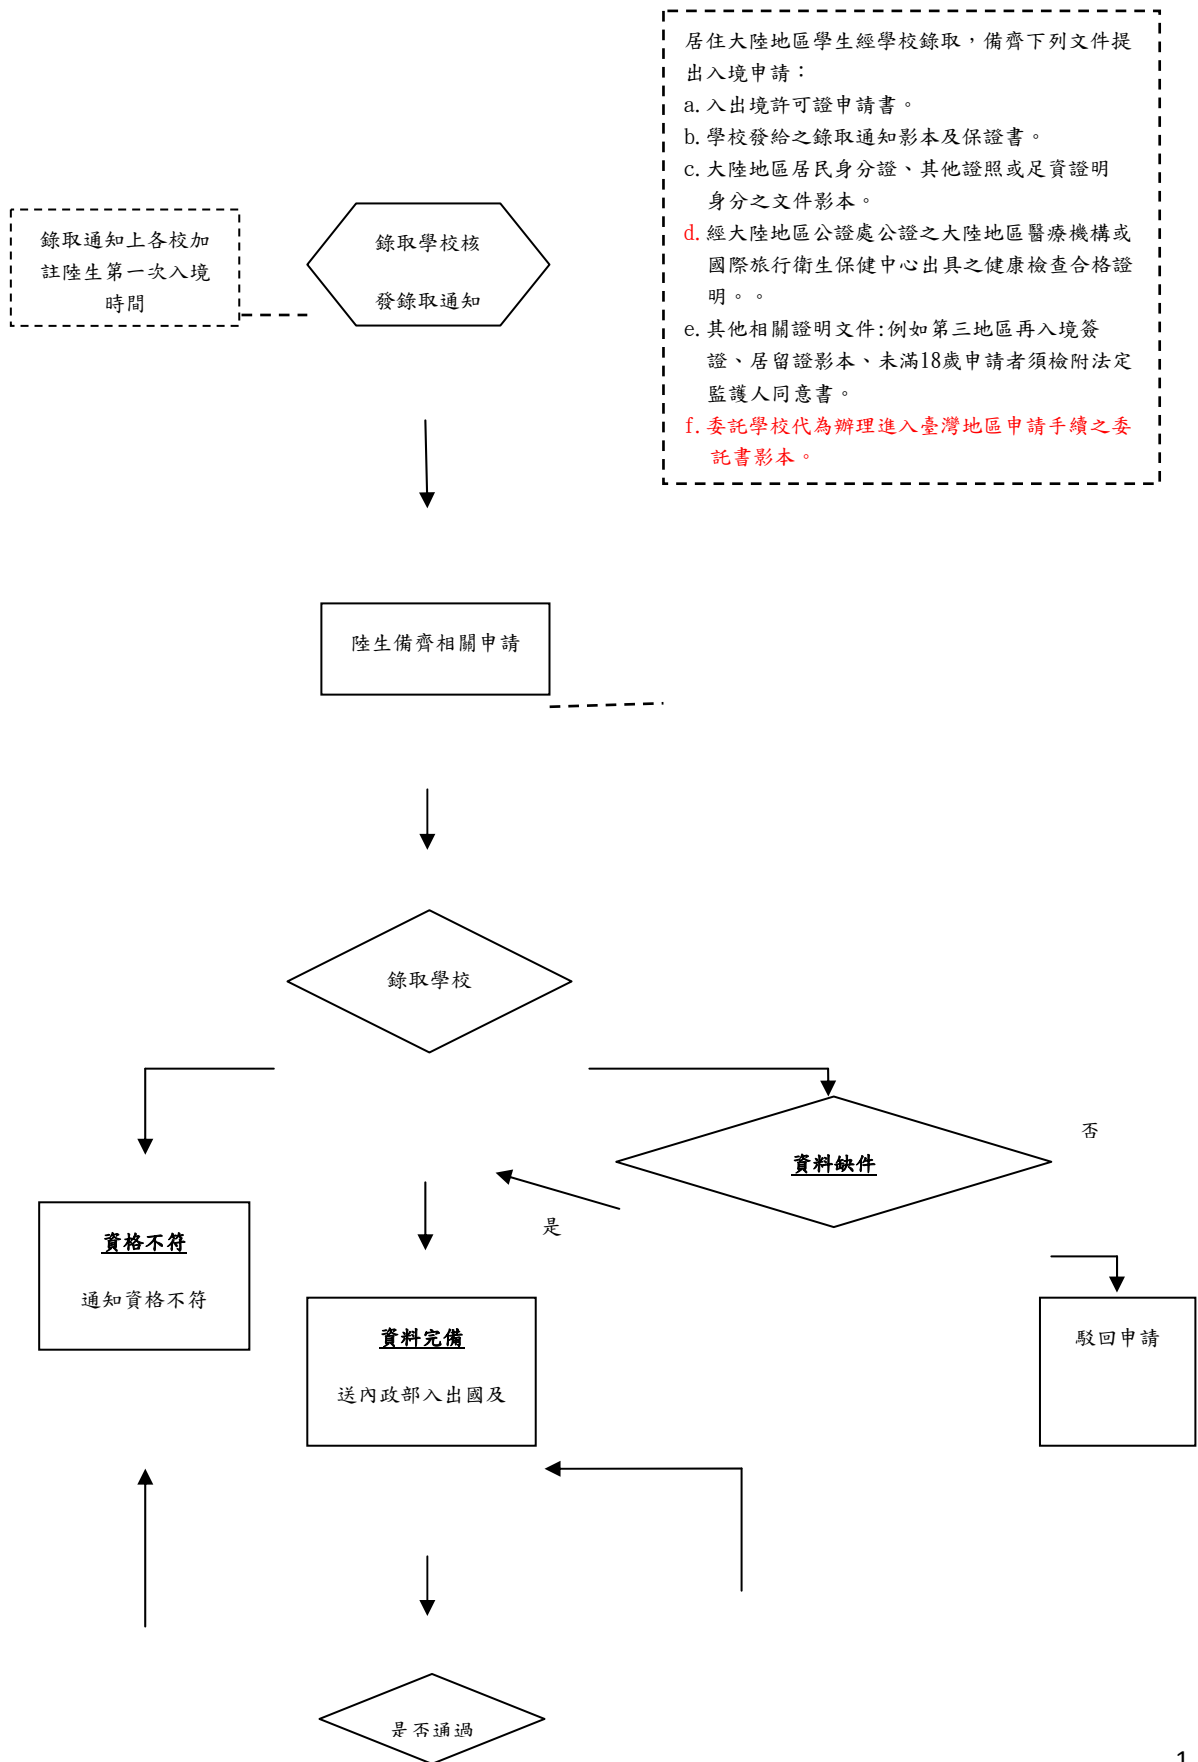 居住大陸地區學生經學校錄取，備齊下列文件提
出入境申請：
a. 入出境許可證申請書。
b. 學校發給之錄取通知影本及保證書。
c. 大陸地區居民身分證、其他證照或足資證明
身分之文件影本。
d. 經大陸地區公證處公證之大陸地區醫療機構或
國際旅行衛生保健中心出具之健康檢查合格證
明。。
e. 其他相關證明文件:例如第三地區再入境簽
證、居留證影本、未滿18歲申請者須檢附法定
監護人同意書。
f. 委託學校代為辦理進入臺灣地區申請手續之委
託書影本。
錄取通知上各校加
註陸生第一次入境
時間
錄取學校核
發錄取通知
陸生備齊相關申請
錄取學校
資料缺件
否
是
資格不符
通知資格不符
資料完備
送內政部入出國及
駁回申請
是否通過
1